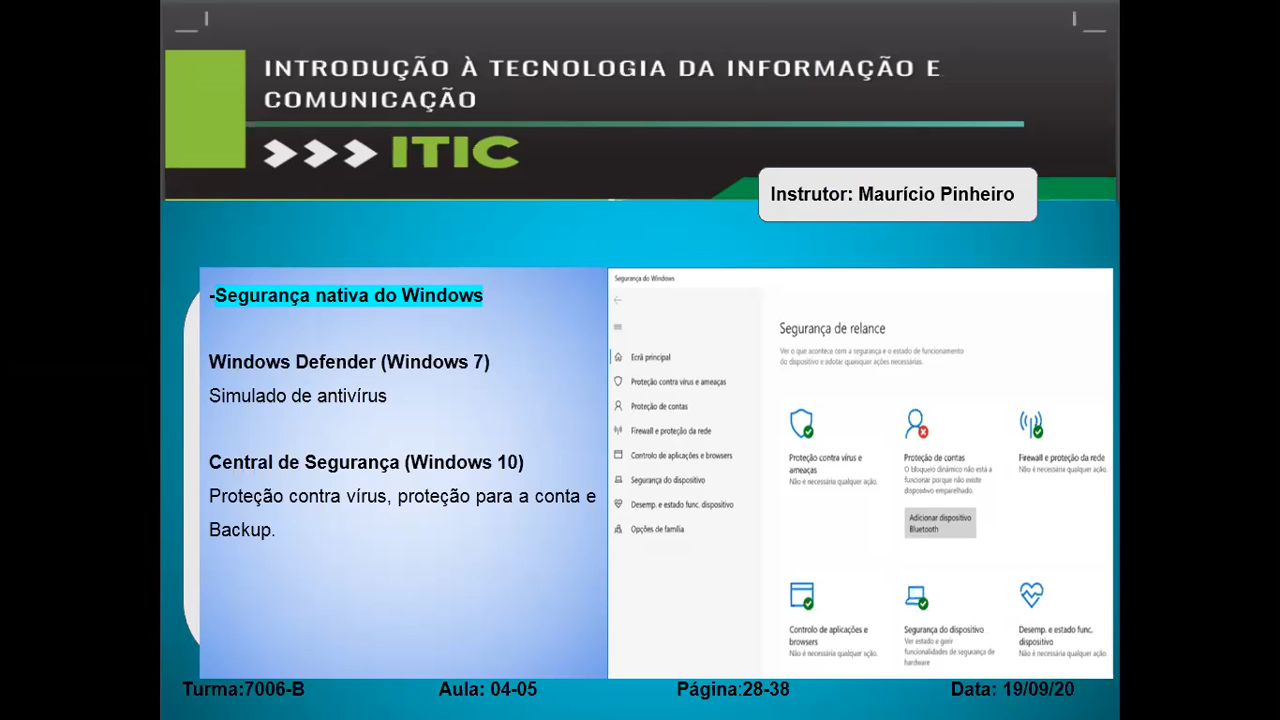 INTRODUÇÃO À TECNOLOGIA DA INFORMAÇÃO E
COMUNICAÇÃO
ITIC
Instrutor: Maurício Pinheiro
-Segurança nativa do Windows
Windows Defender (Windows 7)
Simulado de antivírus
Central de Segurança (Windows 10)
Proteção contra vírus, proteção para a conta e
Backup.
Segurança do Windows
Ecrã principal
Proteção contra vírus e ameaças
Proteção de contas
Firewall e proteção da rede
Controlo de aplicações e browsers
Segurança do dispositivo
Desemp. e estado func. dispositivo
Opções de família
Segurança de relance
Ver o que acontece com a segurança e o estado de funcionamento
do dispositivo e adotar quaisquer ações necessárias.
Proteção contra vírus e
ameaças
Não é necessária qualquer ação.
Proteção de contas
O bloqueio dinâmico não está a
funcionar porque não existe
dispositivo emparelhado.
Adicionar dispositivo
Bluetooth
Firewall e proteção da rede
Não é necessária qualquer ação.
Controlo de aplicações e
browsers
Não é necessária qualquer ação.
Segurança do dispositivo
Ver estado e gerir
funcionalidades de segurança de
hardware
Desemp. e estado func.
dispositivo
Não é necessária qualquer ação.
Turma:7006-B
Aula: 04-05
Página:28-38
Data: 19/09/20